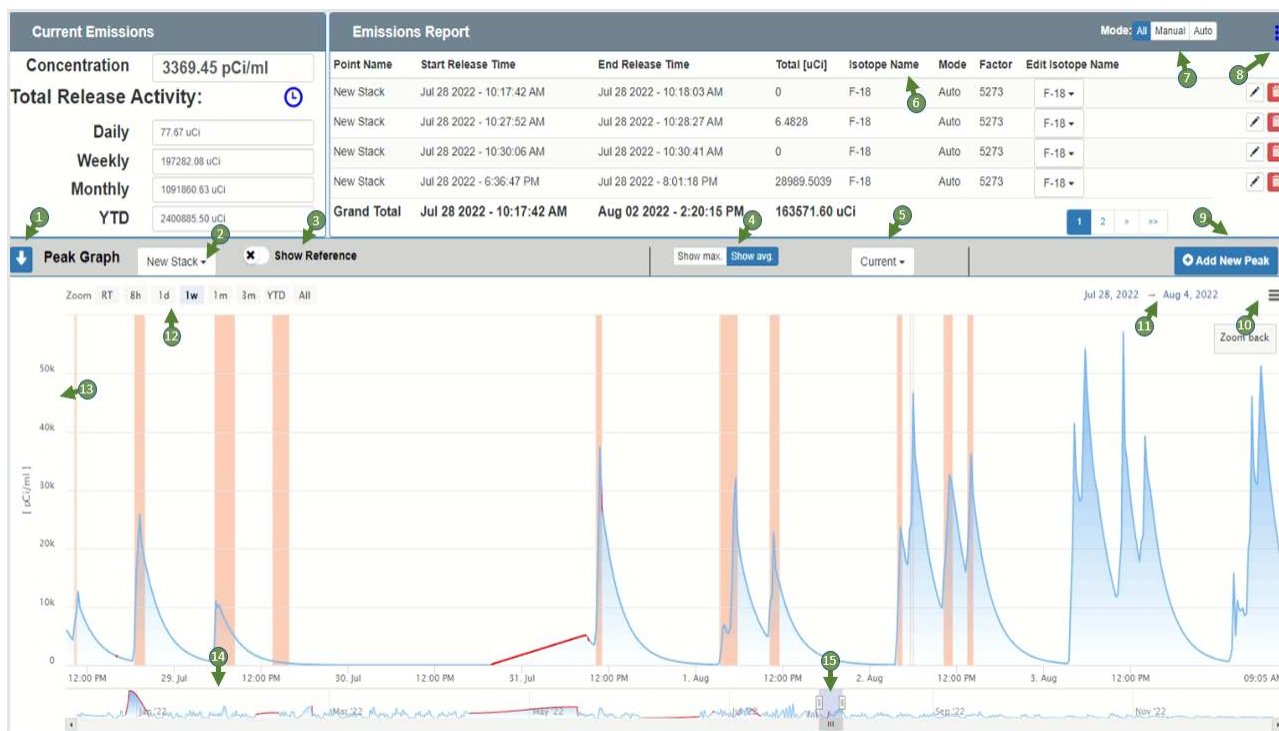 Current Emissions
Concentration 3369.45 pCi/ml
Total Release Activity:
Daily 77.67 uCi
Weekly 197282.08 uCi
Monthly 1091860.63 uCi
YTD 2400885.50 uCi
Emissions Report
Mode: All Manual Auto
7
8
Point Name Start Release Time End Release Time Total [uCi] Isotope Name Mode Factor Edit Isotope Name
6
New Stack Jul 28 2022 - 10:17:42 AM Jul 28 2022 - 10:18:03 AM 0 F-18 Auto 5273 F-18
New Stack Jul 28 2022 - 10:27:52 AM Jul 28 2022 - 10:28:27 AM 6.4828 F-18 Auto 5273 F-18
New Stack Jul 28 2022 - 10:30:06 AM Jul 28 2022 - 10:30:41 AM 0 F-18 Auto 5273 F-18
New Stack Jul 28 2022 - 6:36:47 PM Jul 28 2022 - 8:01:18 PM 28989.5039 F-18 Auto 5273 F-18
Grand Total Jul 28 2022 - 10:17:42 AM Aug 02 2022 - 2:20:15 PM 163571.60 uCi
1 2 > >>
1 2 3 4 5 9
Peak Graph New Stack Show Reference Show max. Show avg. Current Add New Peak
Zoom RT 8h 1d 1w 1m 3m YTD All
Jul 28, 2022 → Aug 4, 2022
12 11 10
Zoom back
50k
13
40k
30k
20k
10k
0
[ pCi/ml ]
14 15
12:00 PM 29. Jul 12:00 PM 30. Jul 12:00 PM 31. Jul 12:00 PM 1. Aug 12:00 PM 2. Aug 12:00 PM 3. Aug 12:00 PM 09:05 AM
Jan '22 Mar '22 May '22 Jul '22 Sep '22 Nov '22